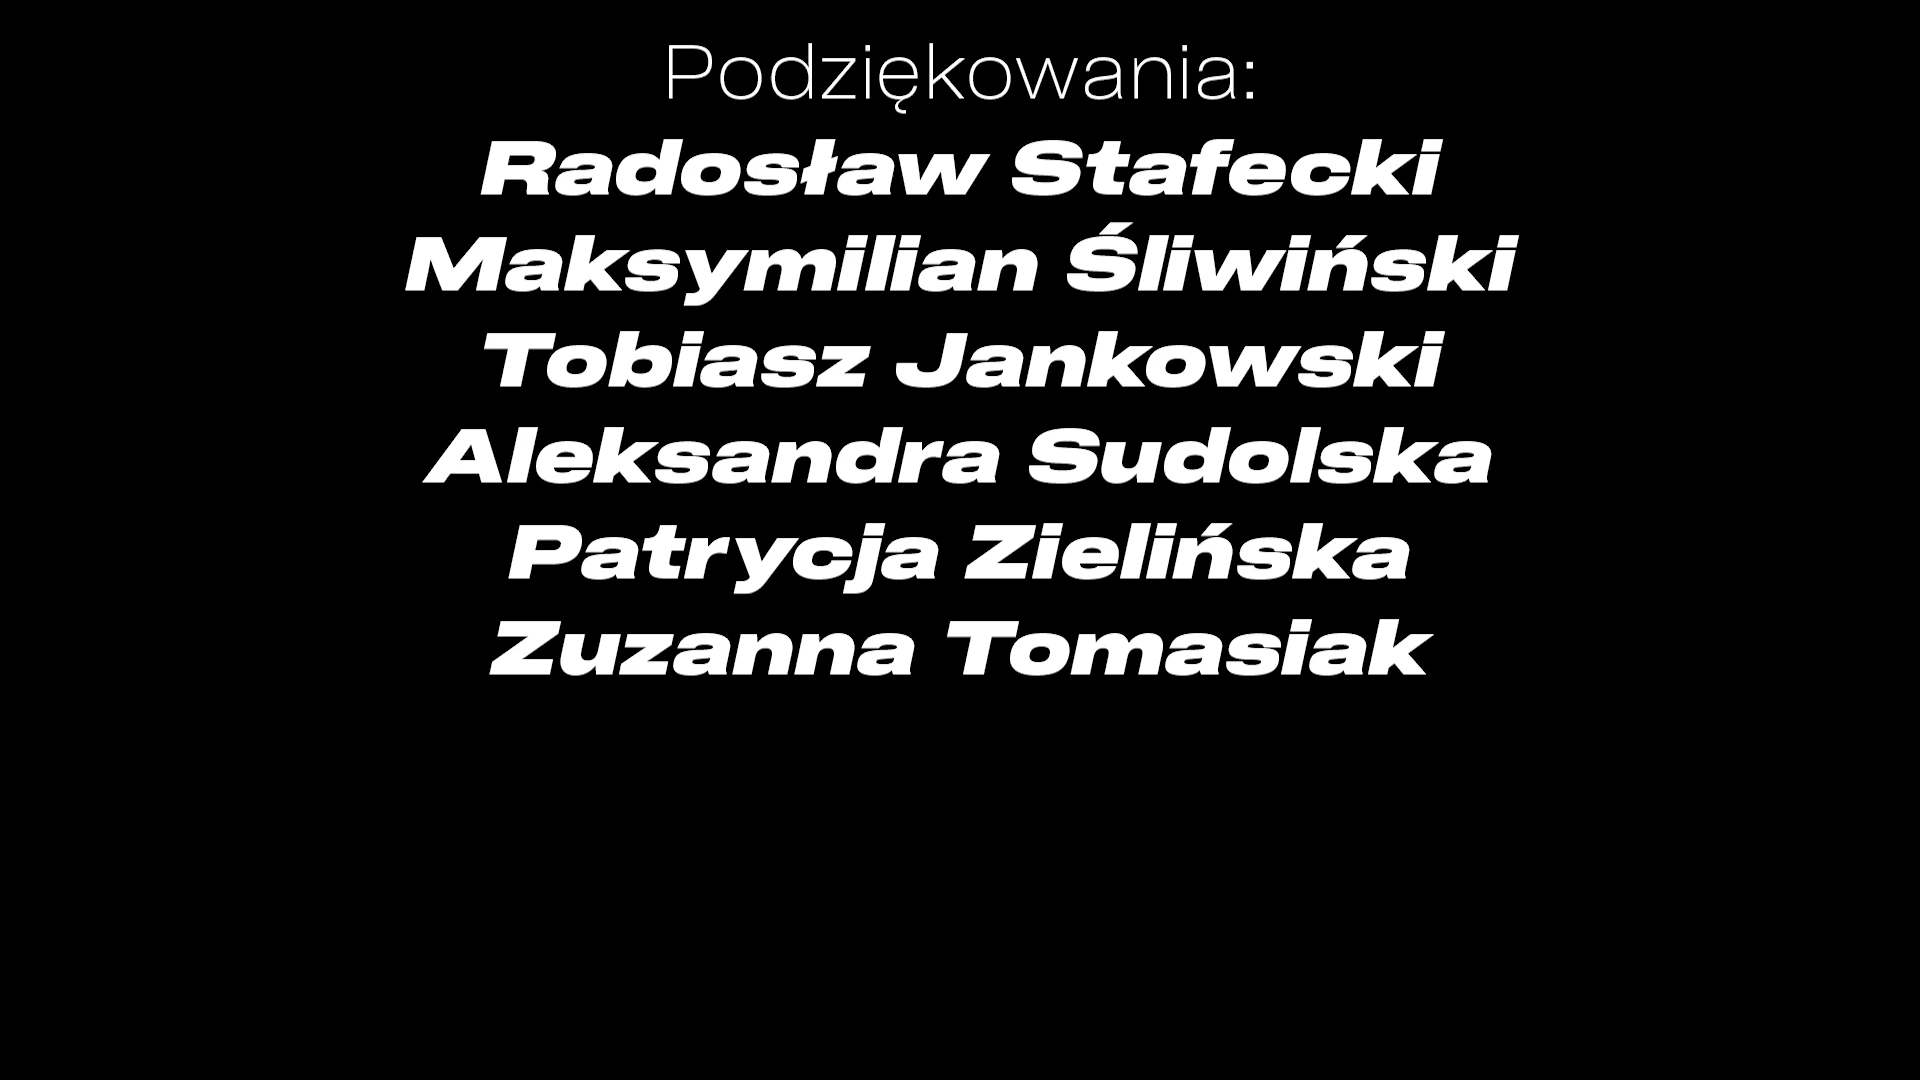 Podziękowania:
Radosław Stafecki
Maksymilian Śliwiński
Tobiasz Jankowski
Aleksandra Sudolska
Patrycja Zielińska
Zuzanna Tomasiak